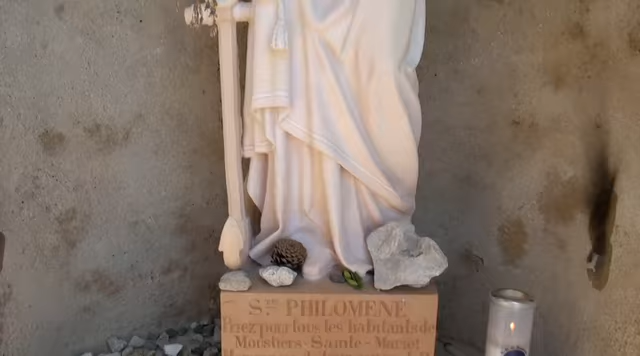 Ste PHILOMENE
Priez pour tous les habitants de
Moustiers-Sainte-Marie